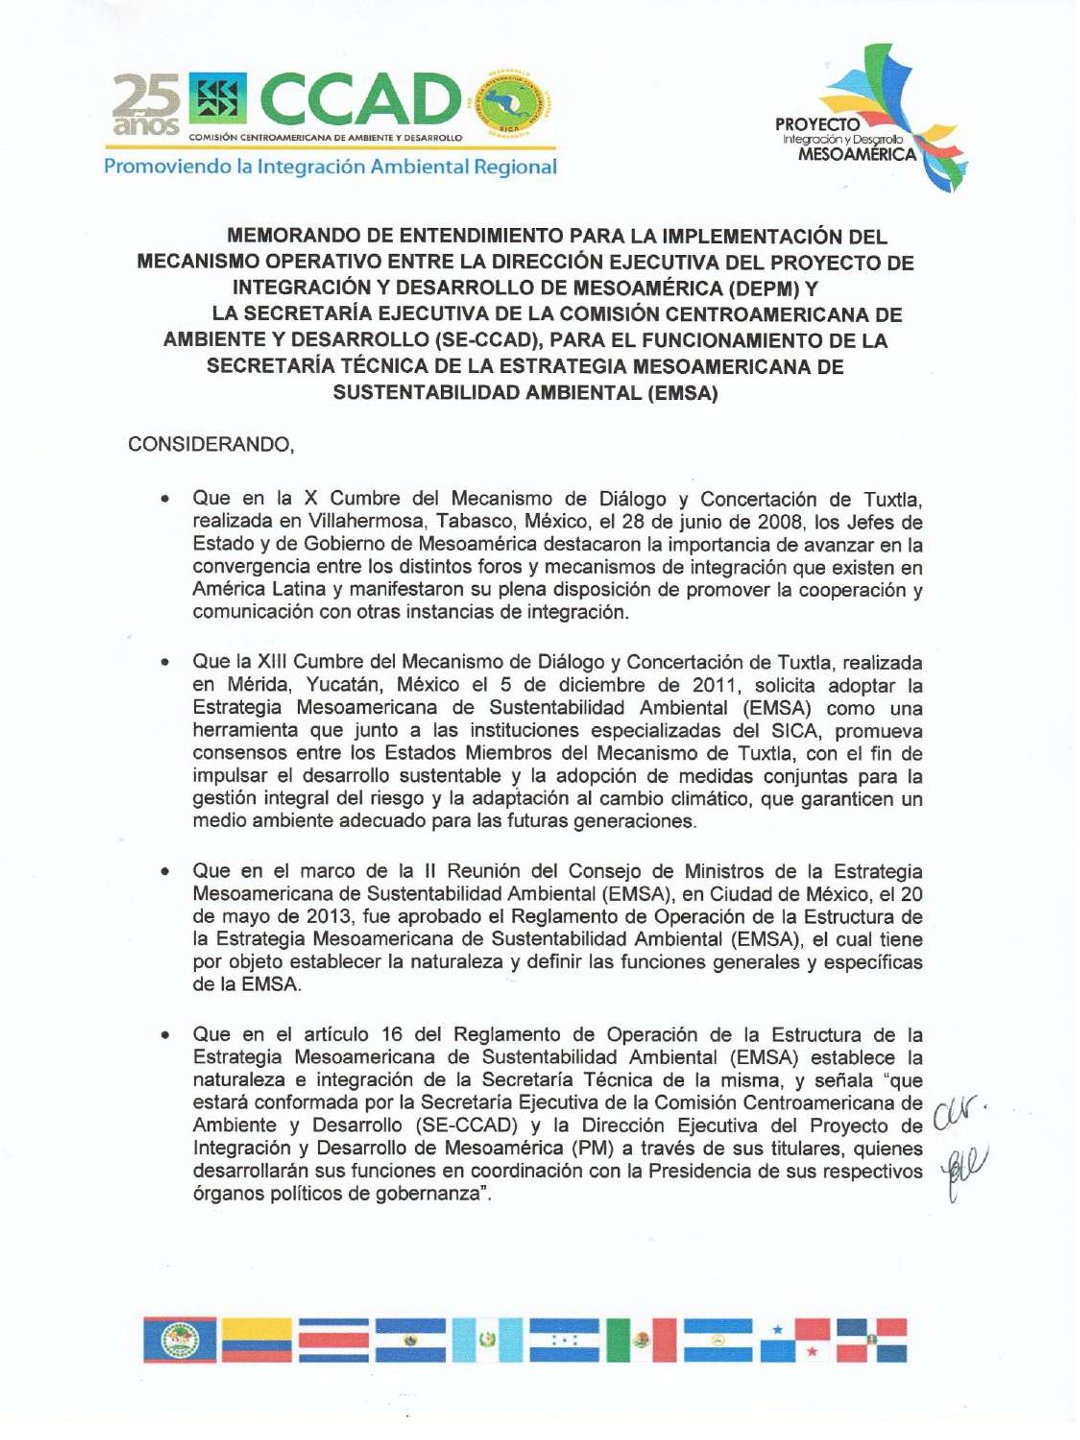 25 años CCAD
COMISIÓN CENTROAMERICANA DE AMBIENTE Y DESARROLLO
SICA
Promoviendo la Integración Ambiental Regional
PROYECTO
Integración y Desarrollo
MESOAMÉRICA
MEMORANDO DE ENTENDIMIENTO PARA LA IMPLEMENTACIÓN DEL
MECANISMO OPERATIVO ENTRE LA DIRECCIÓN EJECUTIVA DEL PROYECTO DE
INTEGRACIÓN Y DESARROLLO DE MESOAMÉRICA (DEPM) Y
LA SECRETARÍA EJECUTIVA DE LA COMISIÓN CENTROAMERICANA DE
AMBIENTE Y DESARROLLO (SE-CCAD), PARA EL FUNCIONAMIENTO DE LA
SECRETARÍA TÉCNICA DE LA ESTRATEGIA MESOAMERICANA DE
SUSTENTABILIDAD AMBIENTAL (EMSA)
CONSIDERANDO,
• Que en la X Cumbre del Mecanismo de Diálogo y Concertación de Tuxtla,
realizada en Villahermosa, Tabasco, México, el 28 de junio de 2008, los Jefes de
Estado y de Gobierno de Mesoamérica destacaron la importancia de avanzar en la
convergencia entre los distintos foros y mecanismos de integración que existen en
América Latina y manifestaron su plena disposición de promover la cooperación y
comunicación con otras instancias de integración.
• Que la XIII Cumbre del Mecanismo de Diálogo y Concertación de Tuxtla, realizada
en Mérida, Yucatán, México el 5 de diciembre de 2011, solicita adoptar la
Estrategia Mesoamericana de Sustentabilidad Ambiental (EMSA) como una
herramienta que junto a las instituciones especializadas del SICA, promueva
consensos entre los Estados Miembros del Mecanismo de Tuxtla, con el fin de
impulsar el desarrollo sustentable y la adopción de medidas conjuntas para la
gestión integral del riesgo y la adaptación al cambio climático, que garanticen un
medio ambiente adecuado para las futuras generaciones.
• Que en el marco de la II Reunión del Consejo de Ministros de la Estrategia
Mesoamericana de Sustentabilidad Ambiental (EMSA), en Ciudad de México, el 20
de mayo de 2013, fue aprobado el Reglamento de Operación de la Estructura de
la Estrategia Mesoamericana de Sustentabilidad Ambiental (EMSA), el cual tiene
por objeto establecer la naturaleza y definir las funciones generales y específicas
de la EMSA.
• Que en el artículo 16 del Reglamento de Operación de la Estructura de la
Estrategia Mesoamericana de Sustentabilidad Ambiental (EMSA) establece la
naturaleza e integración de la Secretaría Técnica de la misma, y señala “que
estará conformada por la Secretaría Ejecutiva de la Comisión Centroamericana de
Ambiente y Desarrollo (SE-CCAD) y la Dirección Ejecutiva del Proyecto de
Integración y Desarrollo de Mesoamérica (PM) a través de sus titulares, quienes
desarrollarán sus funciones en coordinación con la Presidencia de sus respectivos
órganos políticos de gobernanza”.